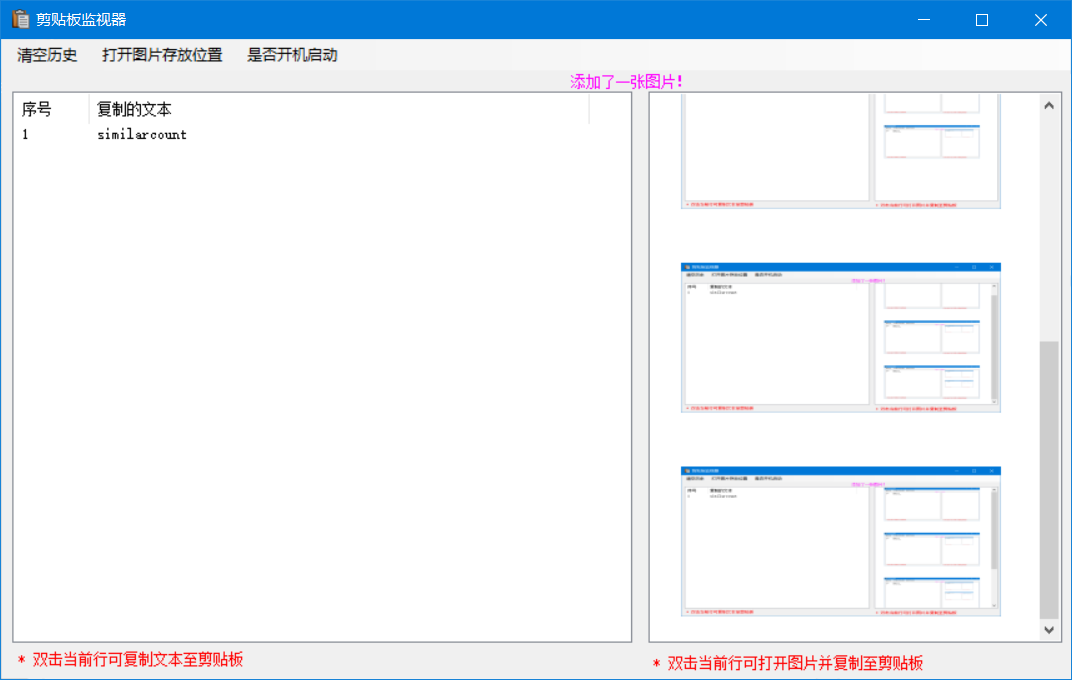 剪贴板监视器
清空历史 打开图片存放位置 是否开机启动
添加了一张图片!
序号 复制的文本
1 similarcount
* 双击当前行可复制文本至剪贴板
* 双击当前行可打开图片并复制至剪贴板